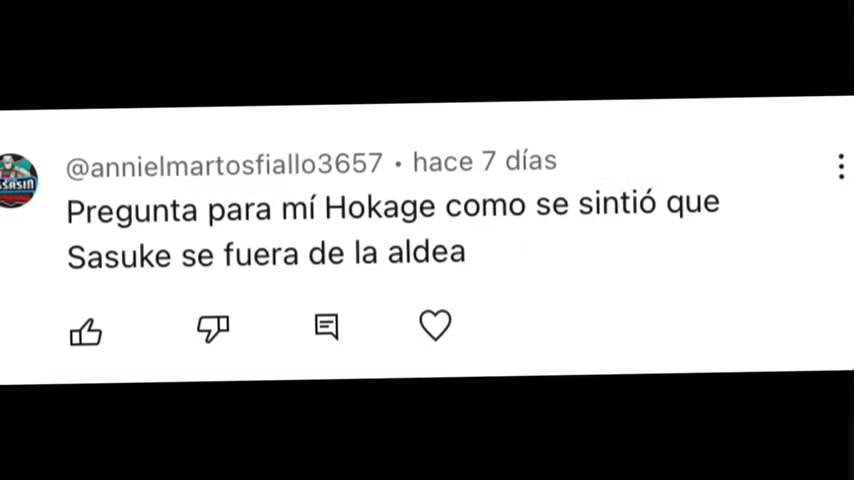 @annielmartosfiallo3657 • hace 7 días
Pregunta para mí Hokage como se sintió que
Sasuke se fuera de la aldea